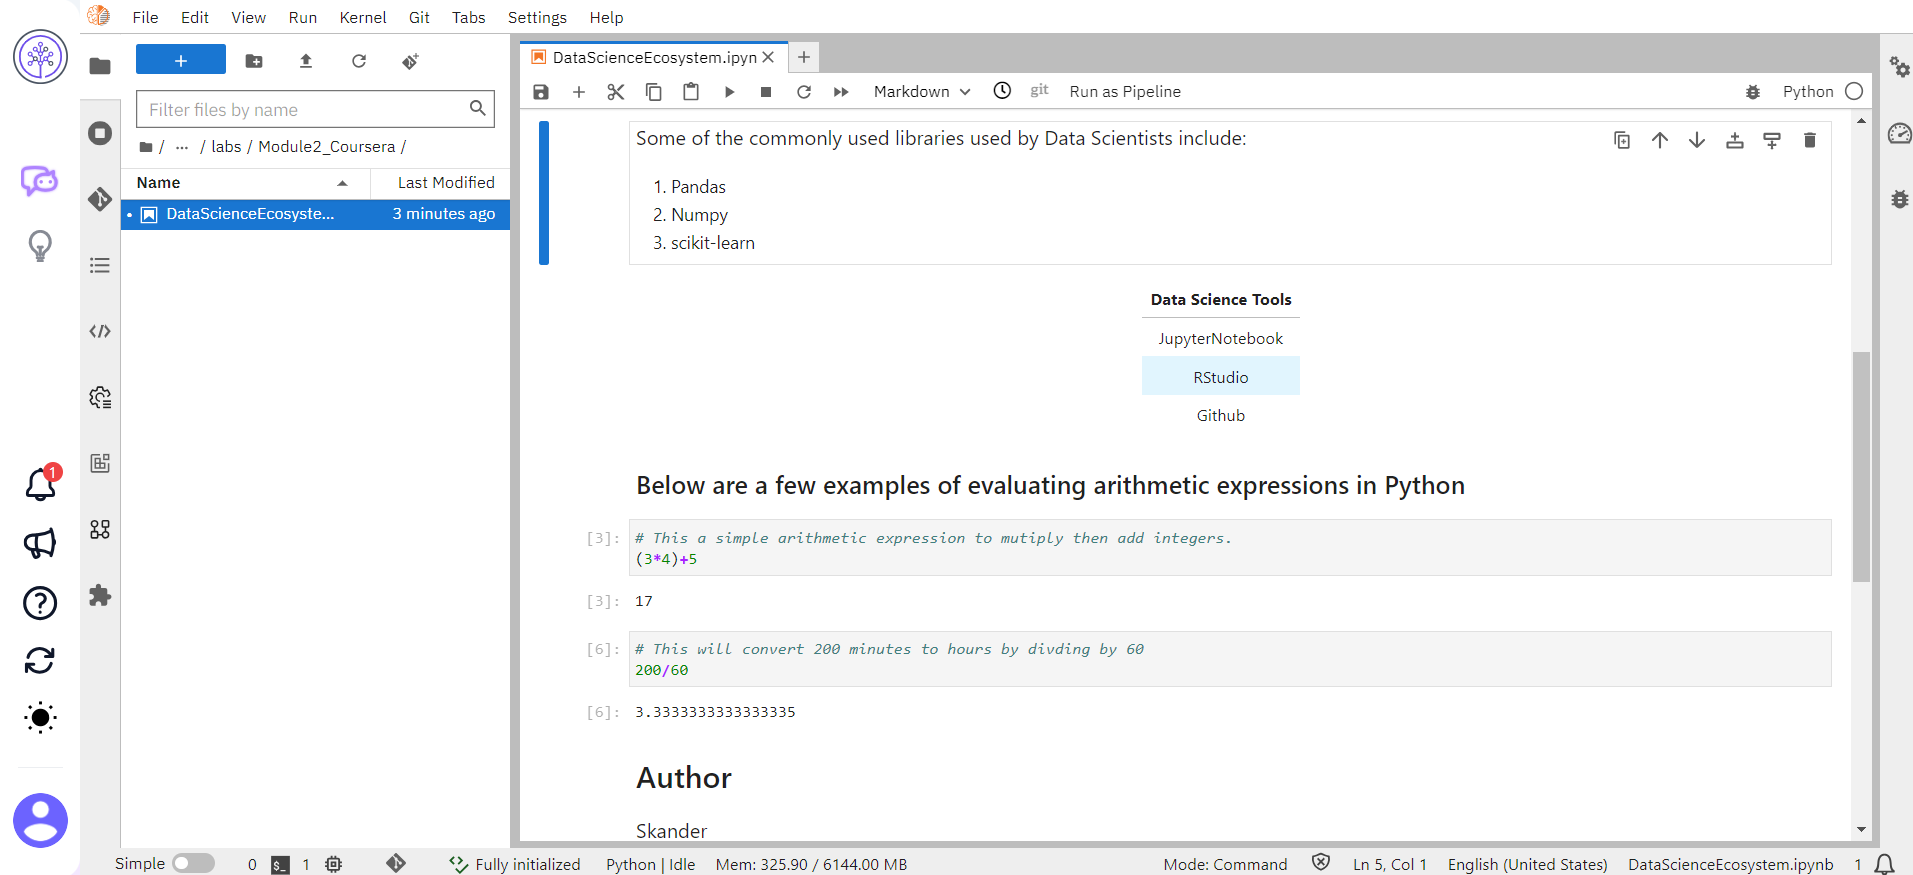 File Edit View Run Kernel Git Tabs Settings Help
+
Filter files by name
/ ... / labs / Module2_Coursera /
Name Last Modified
DataScienceEcosyste... 3 minutes ago
DataScienceEcosystem.ipyn
Markdown git Run as Pipeline Python
Some of the commonly used libraries used by Data Scientists include:
1. Pandas
2. Numpy
3. scikit-learn
Data Science Tools
JupyterNotebook
RStudio
Github
Below are a few examples of evaluating arithmetic expressions in Python
[3]: # This a simple arithmetic expression to mutiply then add integers.
(3*4)+5
[3]: 17
[6]: # This will convert 200 minutes to hours by divding by 60
200/60
[6]: 3.3333333333333335
Author
Skander
1
Simple 0 $_ 1 Fully initialized Python | Idle Mem: 325.90 / 6144.00 MB Mode: Command Ln 5, Col 1 English (United States) DataScienceEcosystem.ipynb 1